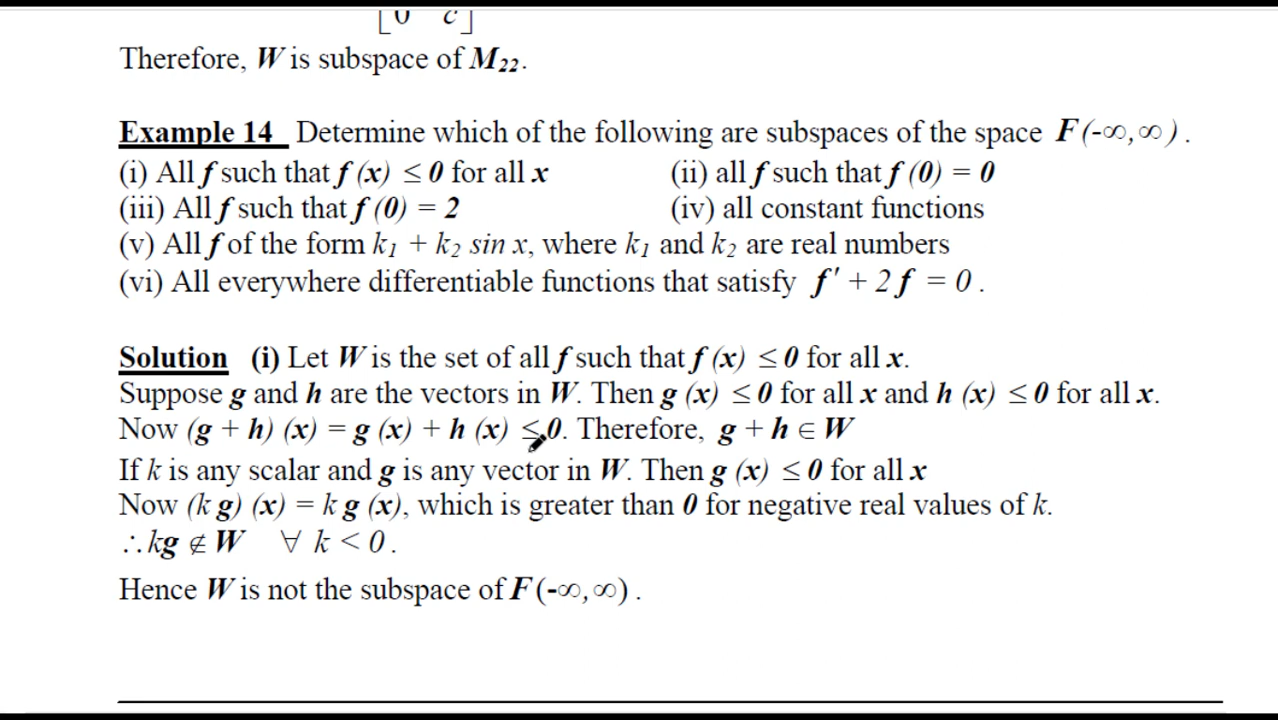 [0 c]
Therefore, W is subspace of M₂₂.
Example 14 Determine which of the following are subspaces of the space F(-∞,∞).
(i) All f such that f (x) ≤ 0 for all x (ii) all f such that f (0) = 0
(iii) All f such that f (0) = 2 (iv) all constant functions
(v) All f of the form k₁ + k₂ sin x, where k₁ and k₂ are real numbers
(vi) All everywhere differentiable functions that satisfy f' + 2f = 0.
Solution (i) Let W is the set of all f such that f (x) ≤ 0 for all x.
Suppose g and h are the vectors in W. Then g (x) ≤ 0 for all x and h (x) ≤ 0 for all x.
Now (g + h) (x) = g (x) + h (x) ≤ 0. Therefore, g + h ∈ W
If k is any scalar and g is any vector in W. Then g (x) ≤ 0 for all x
Now (k g) (x) = k g (x), which is greater than 0 for negative real values of k.
∴ kg ∉ W ∀ k < 0.
Hence W is not the subspace of F(-∞,∞).